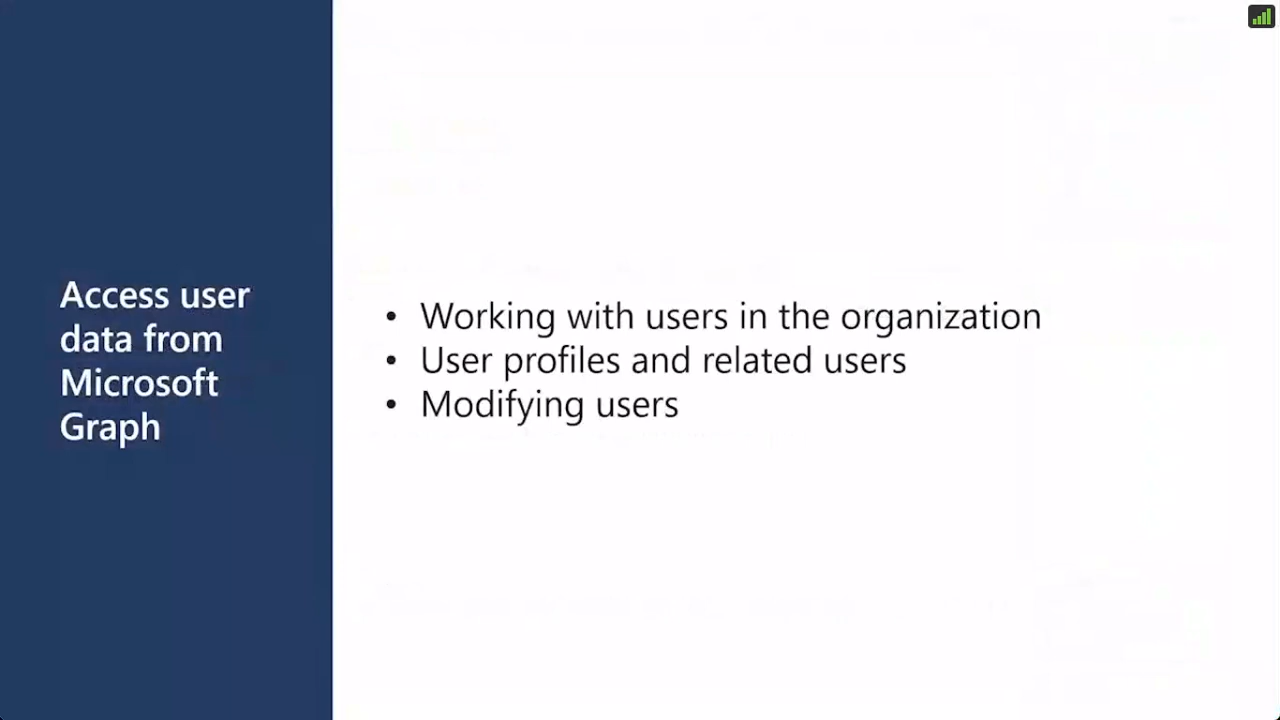 Access user
data from
Microsoft
Graph
• Working with users in the organization
• User profiles and related users
• Modifying users